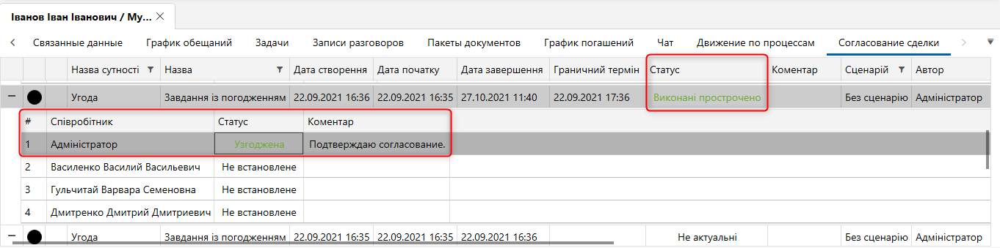 Іванов Іван Іванович / Му...
Связанные данные График обещаний Задачи Записи разговоров Пакеты документов График погашений Чат Движение по процессам Согласование сделки
Назва сутності Назва Дата створення Дата початку Дата завершення Граничний термін Статус Коментар Сценарій Автор
Угода Завдання із погодженням 22.09.2021 16:36 22.09.2021 16:35 27.10.2021 11:40 22.09.2021 17:36 Виконані прострочено Без сценарію Адміністратор
# Співробітник Статус Коментар
1 Адміністратор Узгоджена Подтверждаю согласование.
2 Василенко Василий Васильевич Не встановлене
3 Гульчитай Варвара Семеновна Не встановлене
4 Дмитренко Дмитрий Дмитриевич Не встановлене
Угода Завдання із погодженням 22.09.2021 16:35 22.09.2021 16:35 22.09.2021 16:36 Не актуальні Без сценарію Адміністратор